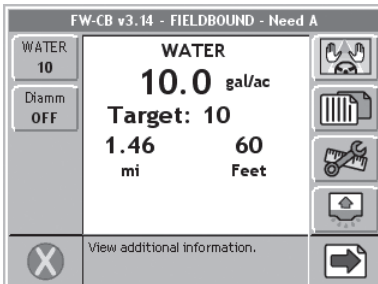 FW-CB v3.14 - FIELDBOUND - Need A
WATER
10
Diamm
OFF
WATER
10.0 gal/ac
Target: 10
1.46 60
mi Feet
View additional information.